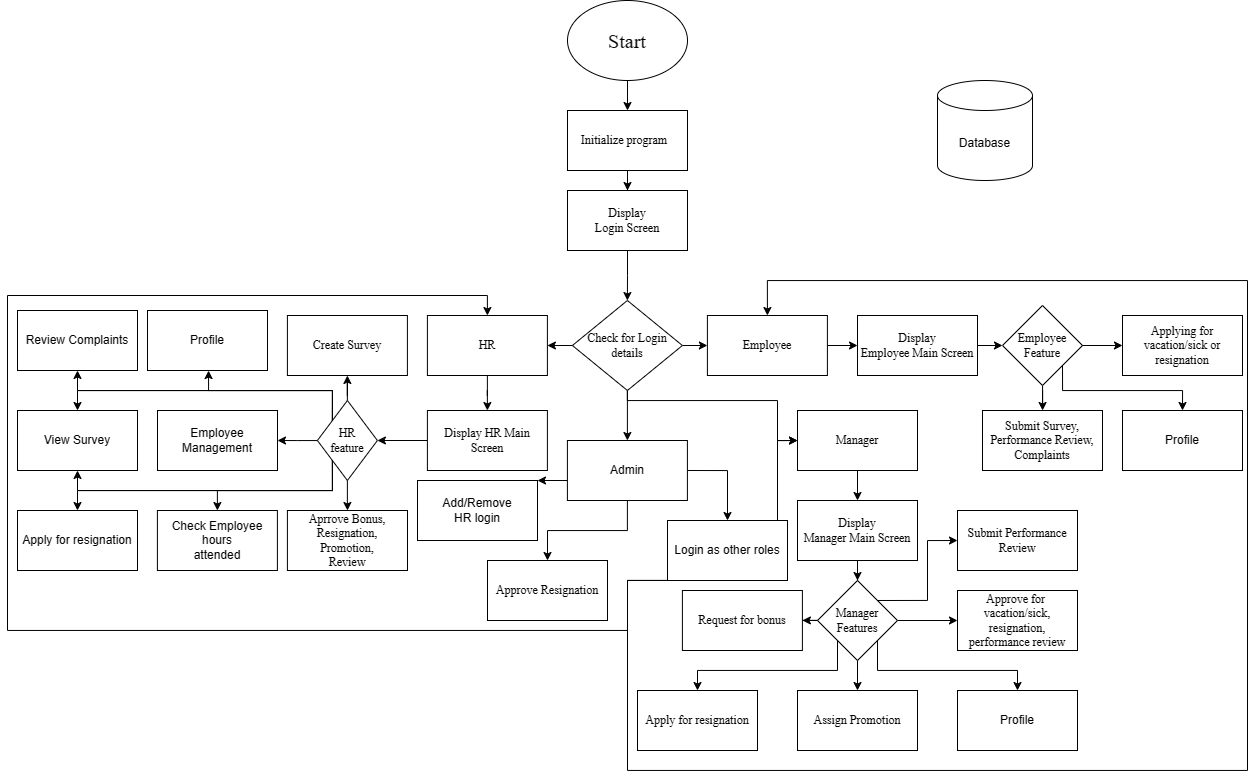 Start
Initialize program
Database
Display
Login Screen
Review Complaints
Profile
Create Survey
HR
Check for Login
details
Employee
Display
Employee Main Screen
Employee
Feature
Applying for
vacation/sick or
resignation
View Survey
Employee
Management
HR
feature
Display HR Main
Screen
Admin
Manager
Submit Survey,
Performance Review,
Complaints
Profile
Apply for resignation
Check Employee
hours
attended
Aprrove Bonus,
Resignation,
Promotion,
Review
Add/Remove
HR login
Login as other roles
Display
Manager Main Screen
Submit Performance
Review
Approve Resignation
Request for bonus
Manager
Features
Approve for
vacation/sick,
resignation,
performance review
Apply for resignation
Assign Promotion
Profile